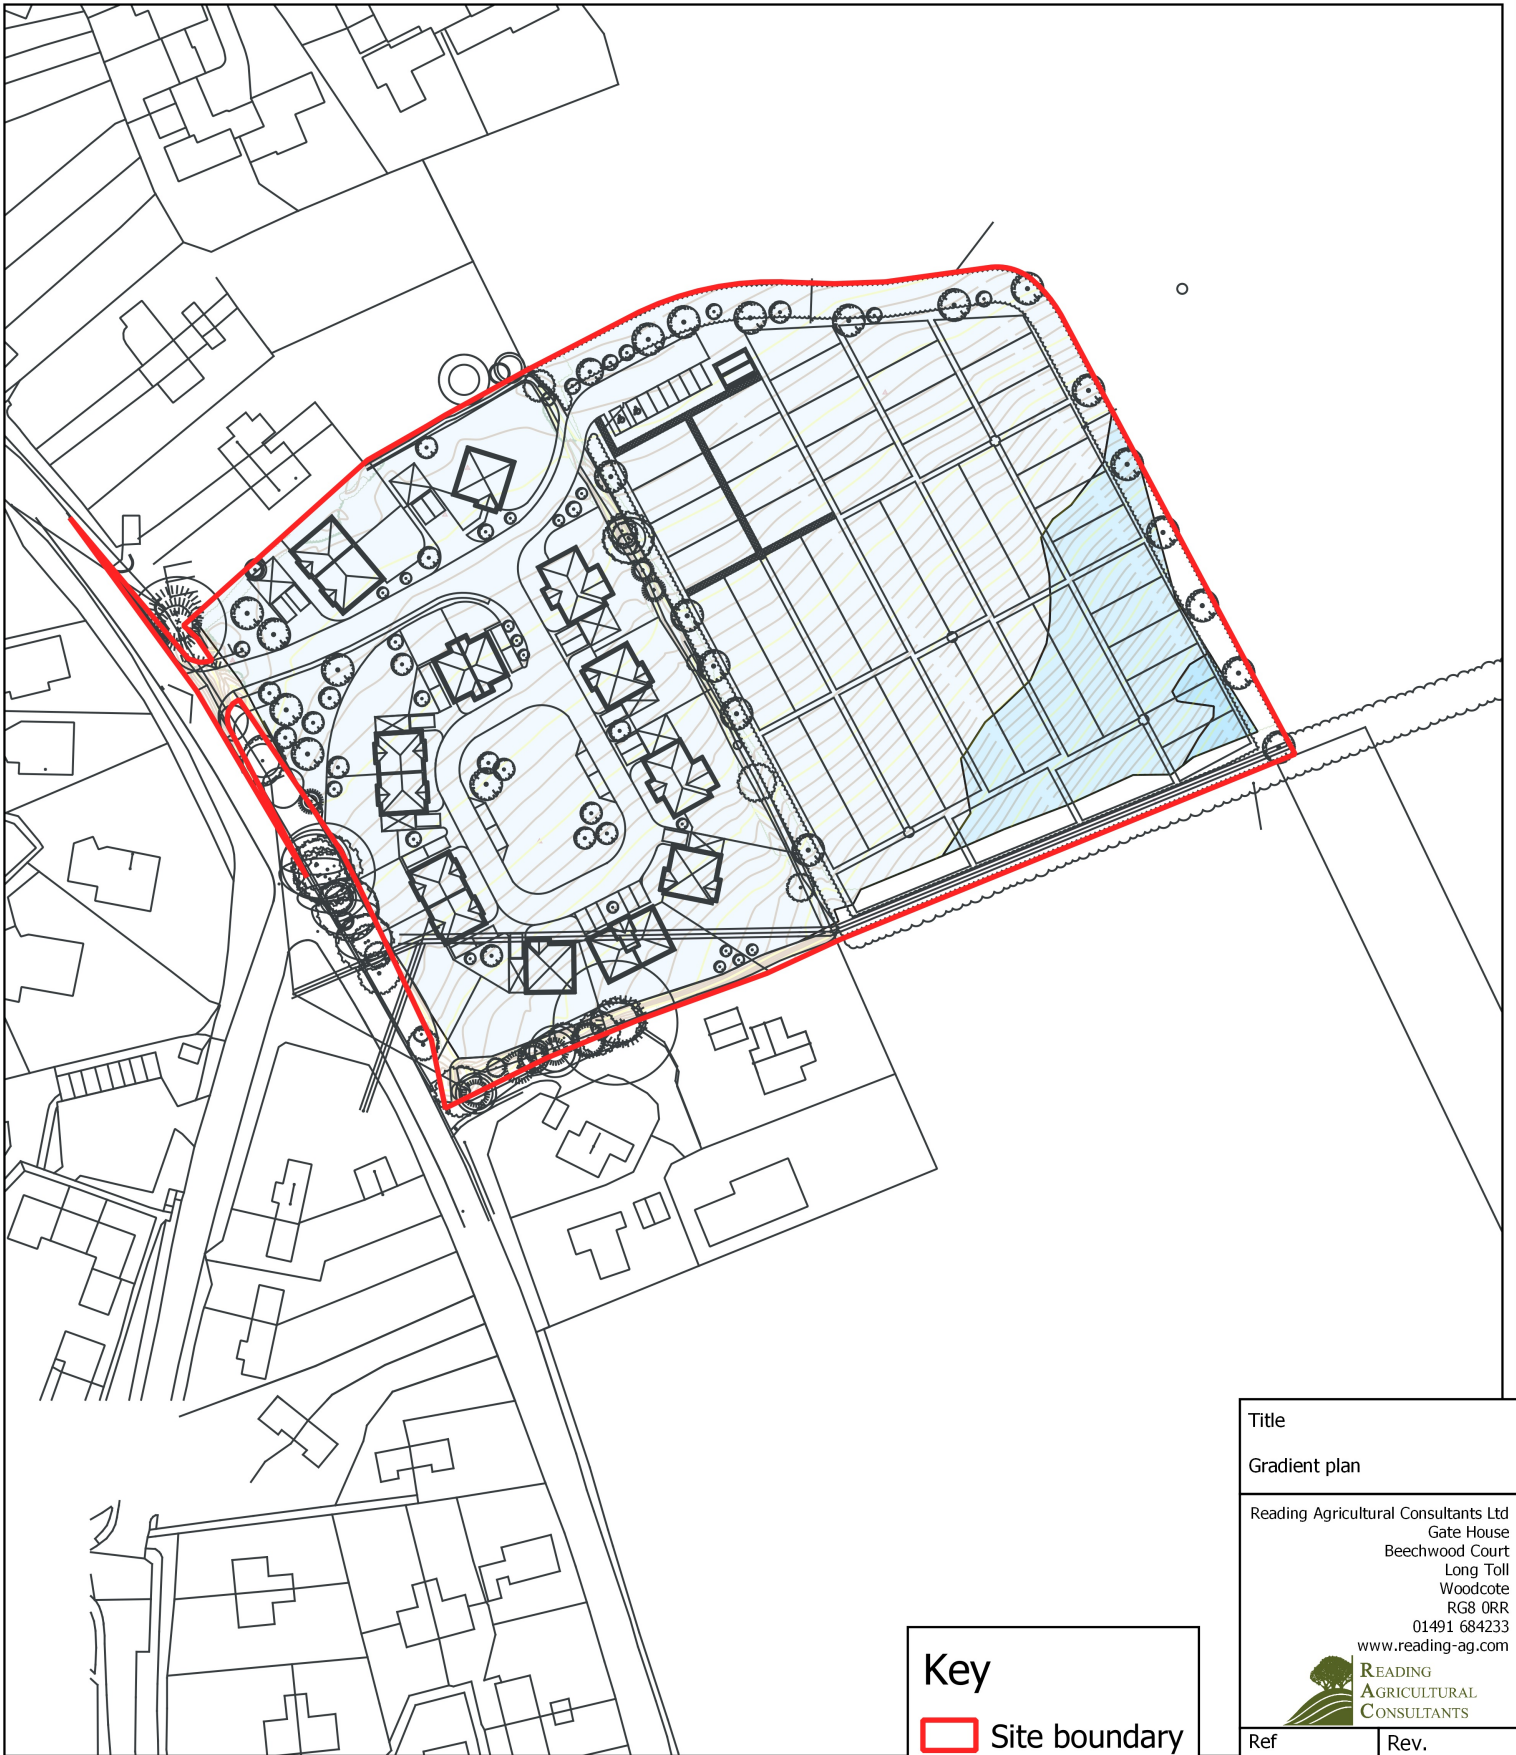 Key
Site boundary
Title
Gradient plan
Reading Agricultural Consultants Ltd
Gate House
Beechwood Court
Long Toll
Woodcote
RG8 0RR
01491 684233
www.reading-ag.com
READING
AGRICULTURAL
CONSULTANTS
Ref
Rev.